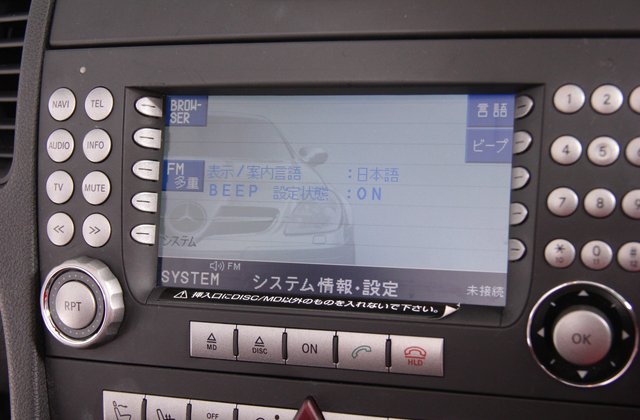 NAVI
TEL
AUDIO
INFO
TV
MUTE
<<
>>
RPT
BROW-
SER
FM
多重
システム
言語
ビープ
表示/案内言語 :日本語
BEEP 設定状態 :ON
FM
SYSTEM
システム情報・設定
未接続
挿入口にDISC/MD以外のものを入れないで下さい。
MD
DISC
ON
HLD
OFF
1
2
4
5
7
8
*
0
OK